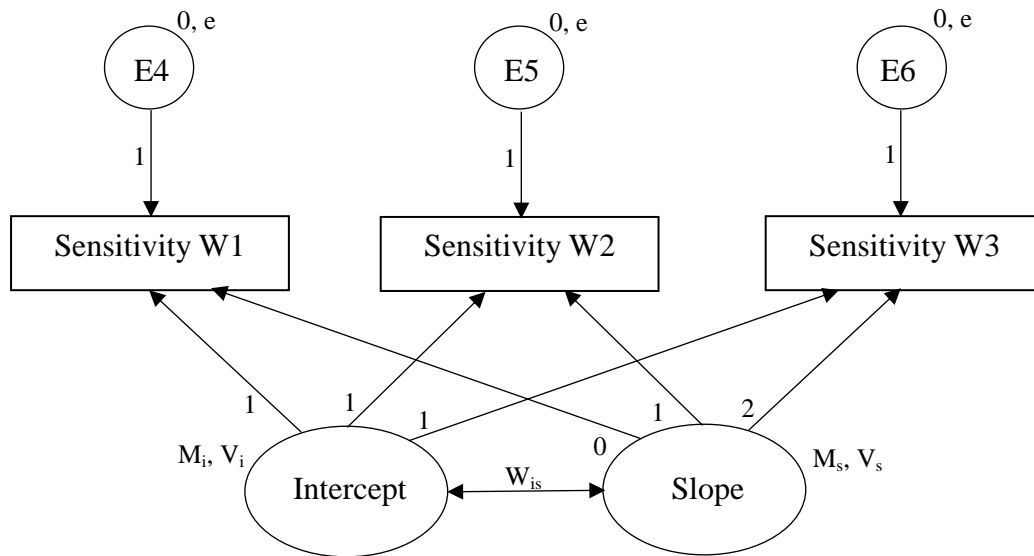 0, e
0, e
0, e
E4
E5
E6
1
1
1
Sensitivity W1
Sensitivity W2
Sensitivity W3
1
1
1
0
1
2
Mi, Vi
Ms, Vs
Wis
Intercept
Slope